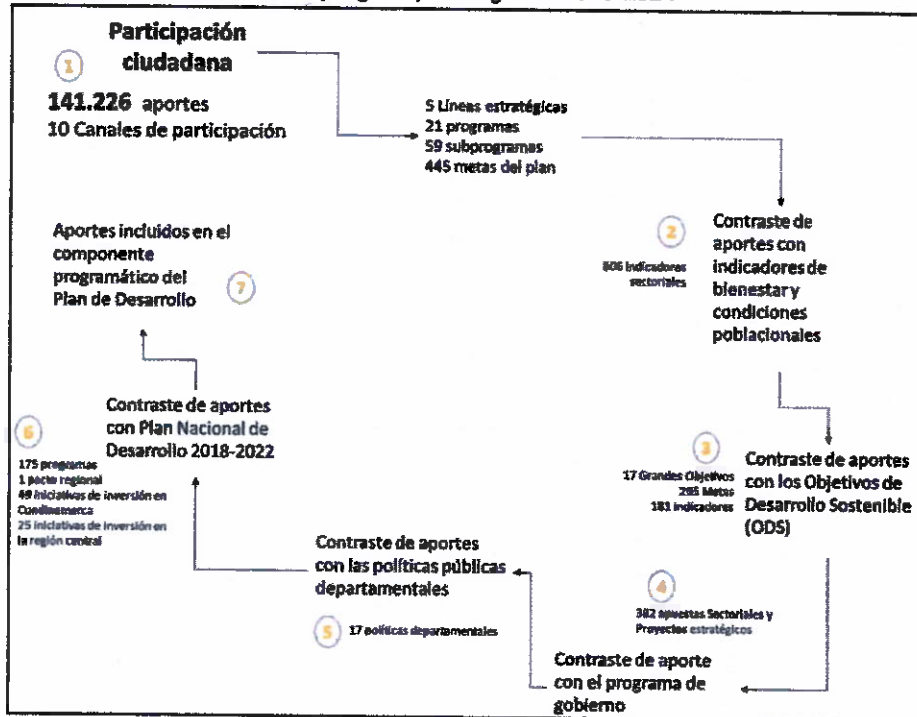 Participación
ciudadana
1
141.226 aportes
10 Canales de participación
5 Líneas estratégicas
21 programas
59 subprogramas
445 metas del plan
2
606 indicadores
sectoriales
Contraste de
aportes con
indicadores de
bienestar y
condiciones
poblacionales
3
17 Grandes Objetivos
Metas
181 indicadores
Contraste de aportes
con los Objetivos de
Desarrollo Sostenible
(ODS)
4
382 apuestas Sectoriales y
Proyectos estratégicos
Contraste de aporte
con el programa de
gobierno
Contraste de aportes
con las políticas públicas
departamentales
5
17 políticas departamentales
Contraste de aportes
con Plan Nacional de
Desarrollo 2018-2022
6
175 programas
1 pacto regional
iniciativas de inversión en
Cundinamarca
25 iniciativas de inversión en
la región central
Aportes incluidos en el
componente
programático del
Plan de Desarrollo
7